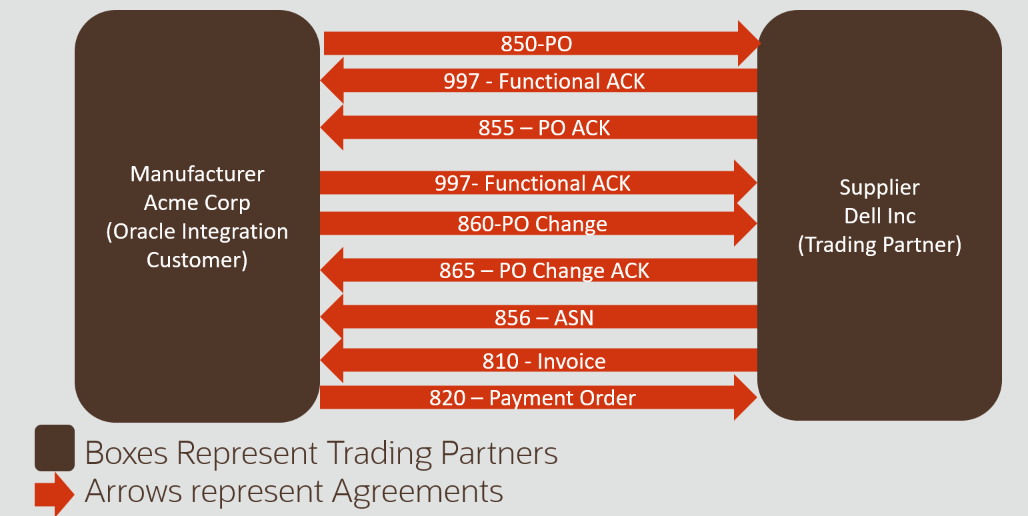 Manufacturer
Acme Corp
(Oracle Integration
Customer)
850-PO
997 - Functional ACK
855 – PO ACK
997- Functional ACK
860-PO Change
865 – PO Change ACK
856 – ASN
810 - Invoice
820 – Payment Order
Supplier
Dell Inc
(Trading Partner)
Boxes Represent Trading Partners
Arrows represent Agreements